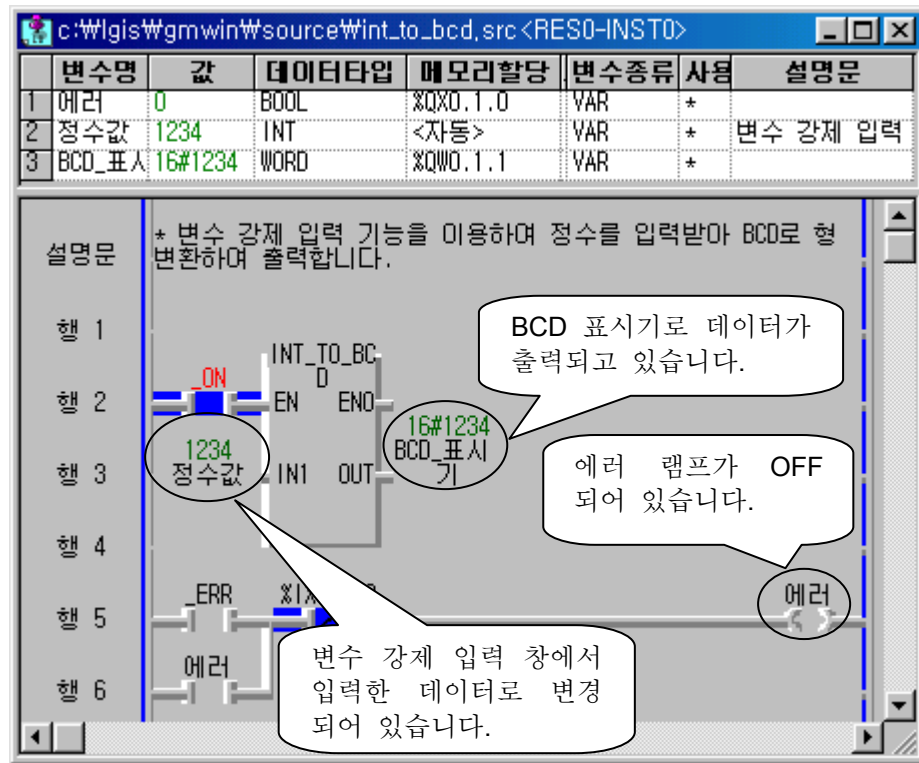 c:₩lgis₩gmwin₩source₩int_to_bcd,src<RES0-INST0>
변수명 값 데이터타입 메모리할당 변수종류 사용 설명문
1 에러 0 BOOL %QX0.1.0 VAR *
2 정수값 1234 INT <자동> VAR * 변수 강제 입력
3 BCD_표시 16#1234 WORD %QW0.1.1 VAR *
설명문
* 변수 강제 입력 기능을 이용하여 정수를 입력받아 BCD로 형
변환하여 출력합니다.
행 1
BCD 표시기로 데이터가
출력되고 있습니다.
INT_TO_BC
D
_ON
행 2
EN ENO
16#1234
BCD_표시
기
1234
정수값
행 3
IN1 OUT
에러 램프가 OFF
되어 있습니다.
행 4
_ERR
에러
행 5
변수 강제 입력 창에서
입력한 데이터로 변경
되어 있습니다.
에러
행 6